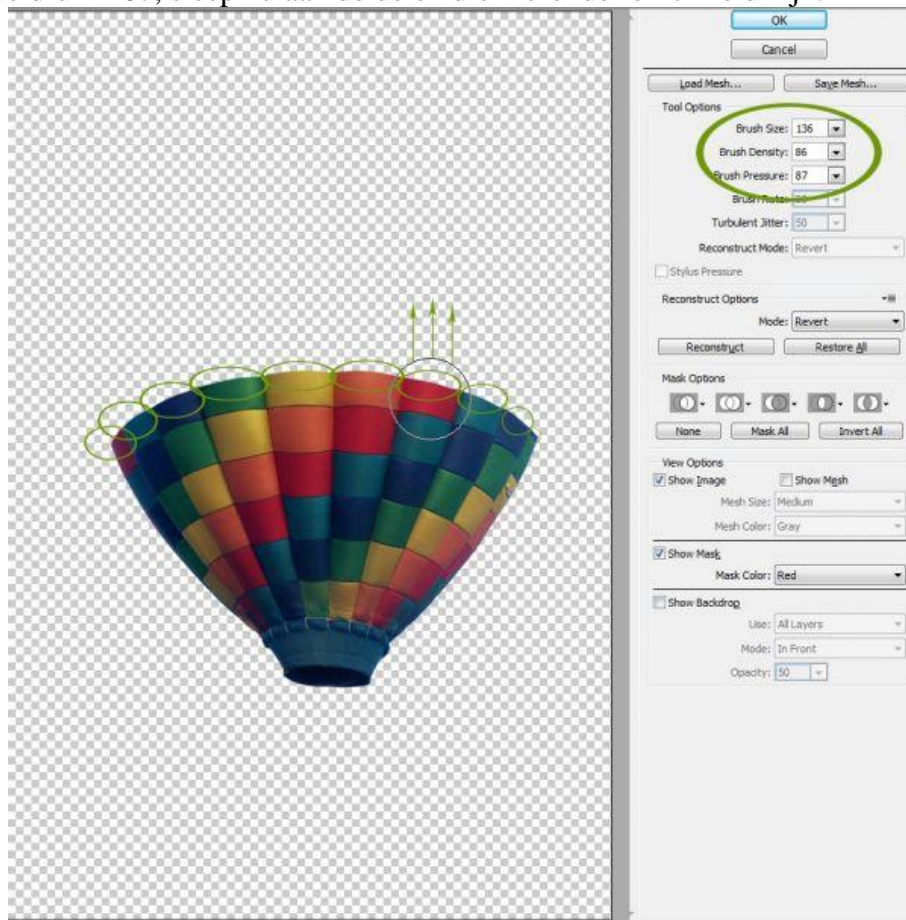 OK
Cancel
Load Mesh...
Save Mesh...
Tool Options
Brush Size: 136
Brush Density: 86
Brush Pressure: 87
Brush
Turbulent Jitter: 50
Reconstruct Mode: Revert
Stylus Pressure
Reconstruct Options
Mode: Revert
Reconstruct
Restore All
Mask Options
None
Mask All
Invert All
View Options
Show Image
Show Mesh
Mesh Size: Medium
Mesh Color: Gray
Show Mask
Mask Color: Red
Show Backdrop
Use: All Layers
Mode: In Front
Opacity: 50